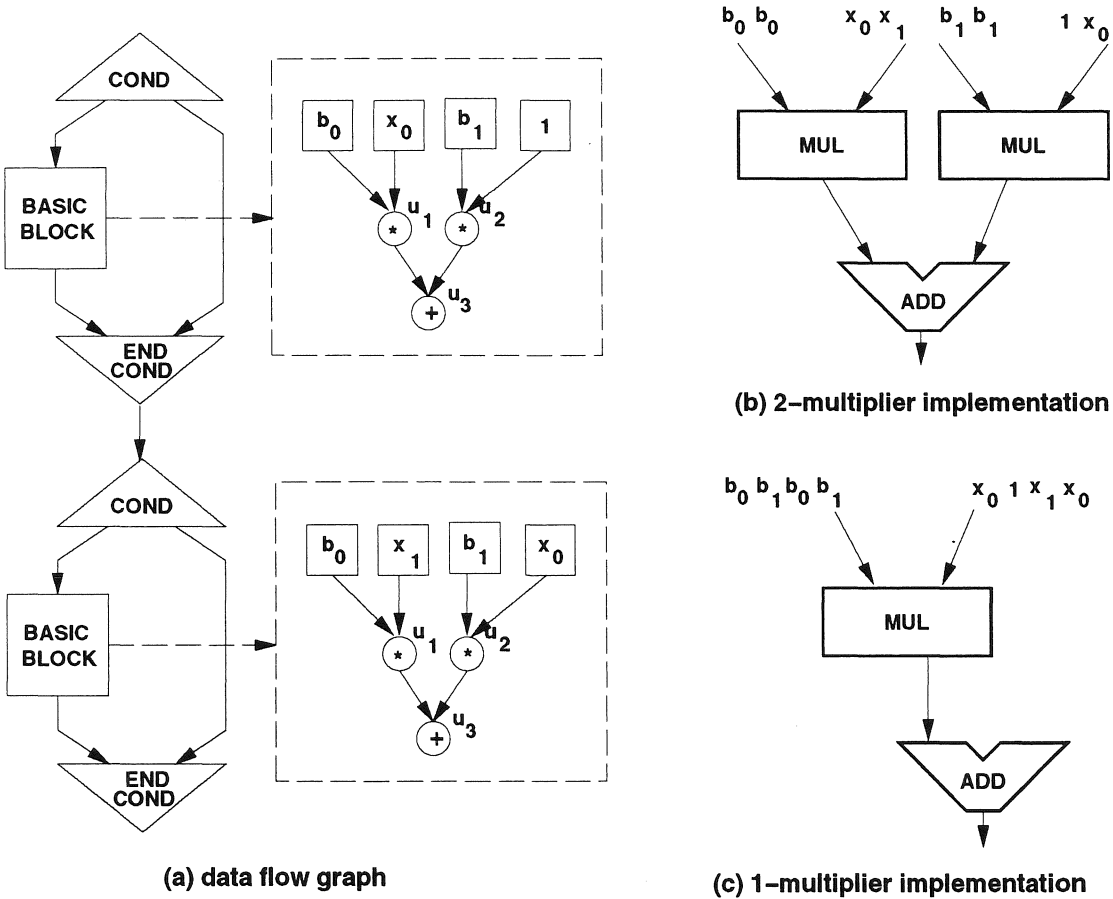 COND
BASIC
BLOCK
END
COND
b0 x0 b1 1
* u1 * u2
+ u3
COND
BASIC
BLOCK
END
COND
b0 x1 b1 x0
* u1 * u2
+ u3
(a) data flow graph
b0 b0 x0 x1 b1 b1 1 x0
MUL MUL
ADD
(b) 2-multiplier implementation
b0 b1 b0 b1 x0 1 x1 x0
MUL
ADD
(c) 1-multiplier implementation